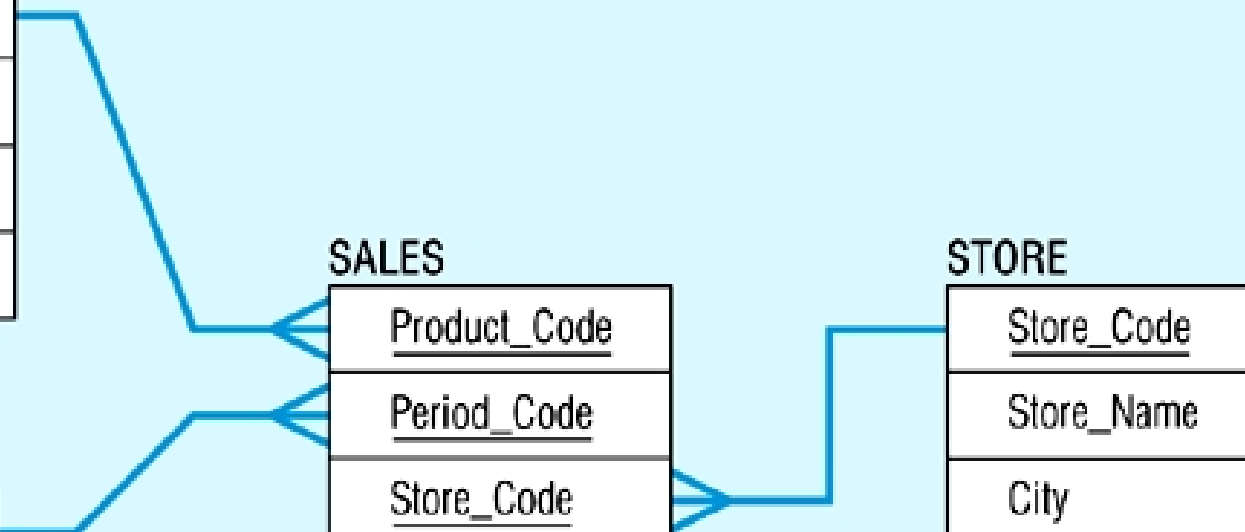 SALES
Product_Code
Period_Code
Store_Code
STORE
Store_Code
Store_Name
City